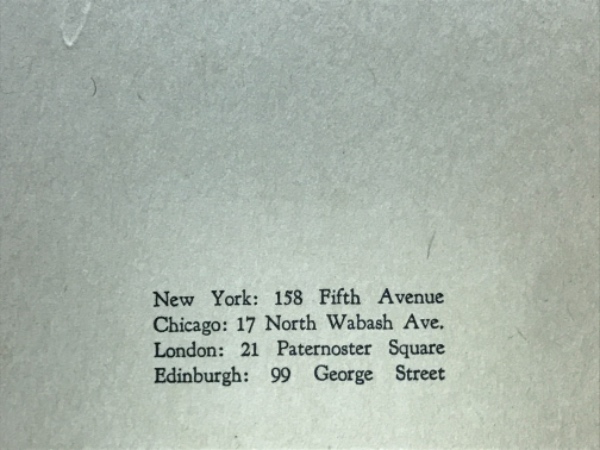 New York: 158 Fifth Avenue
Chicago: 17 North Wabash Ave.
London: 21 Paternoster Square
Edinburgh: 99 George Street